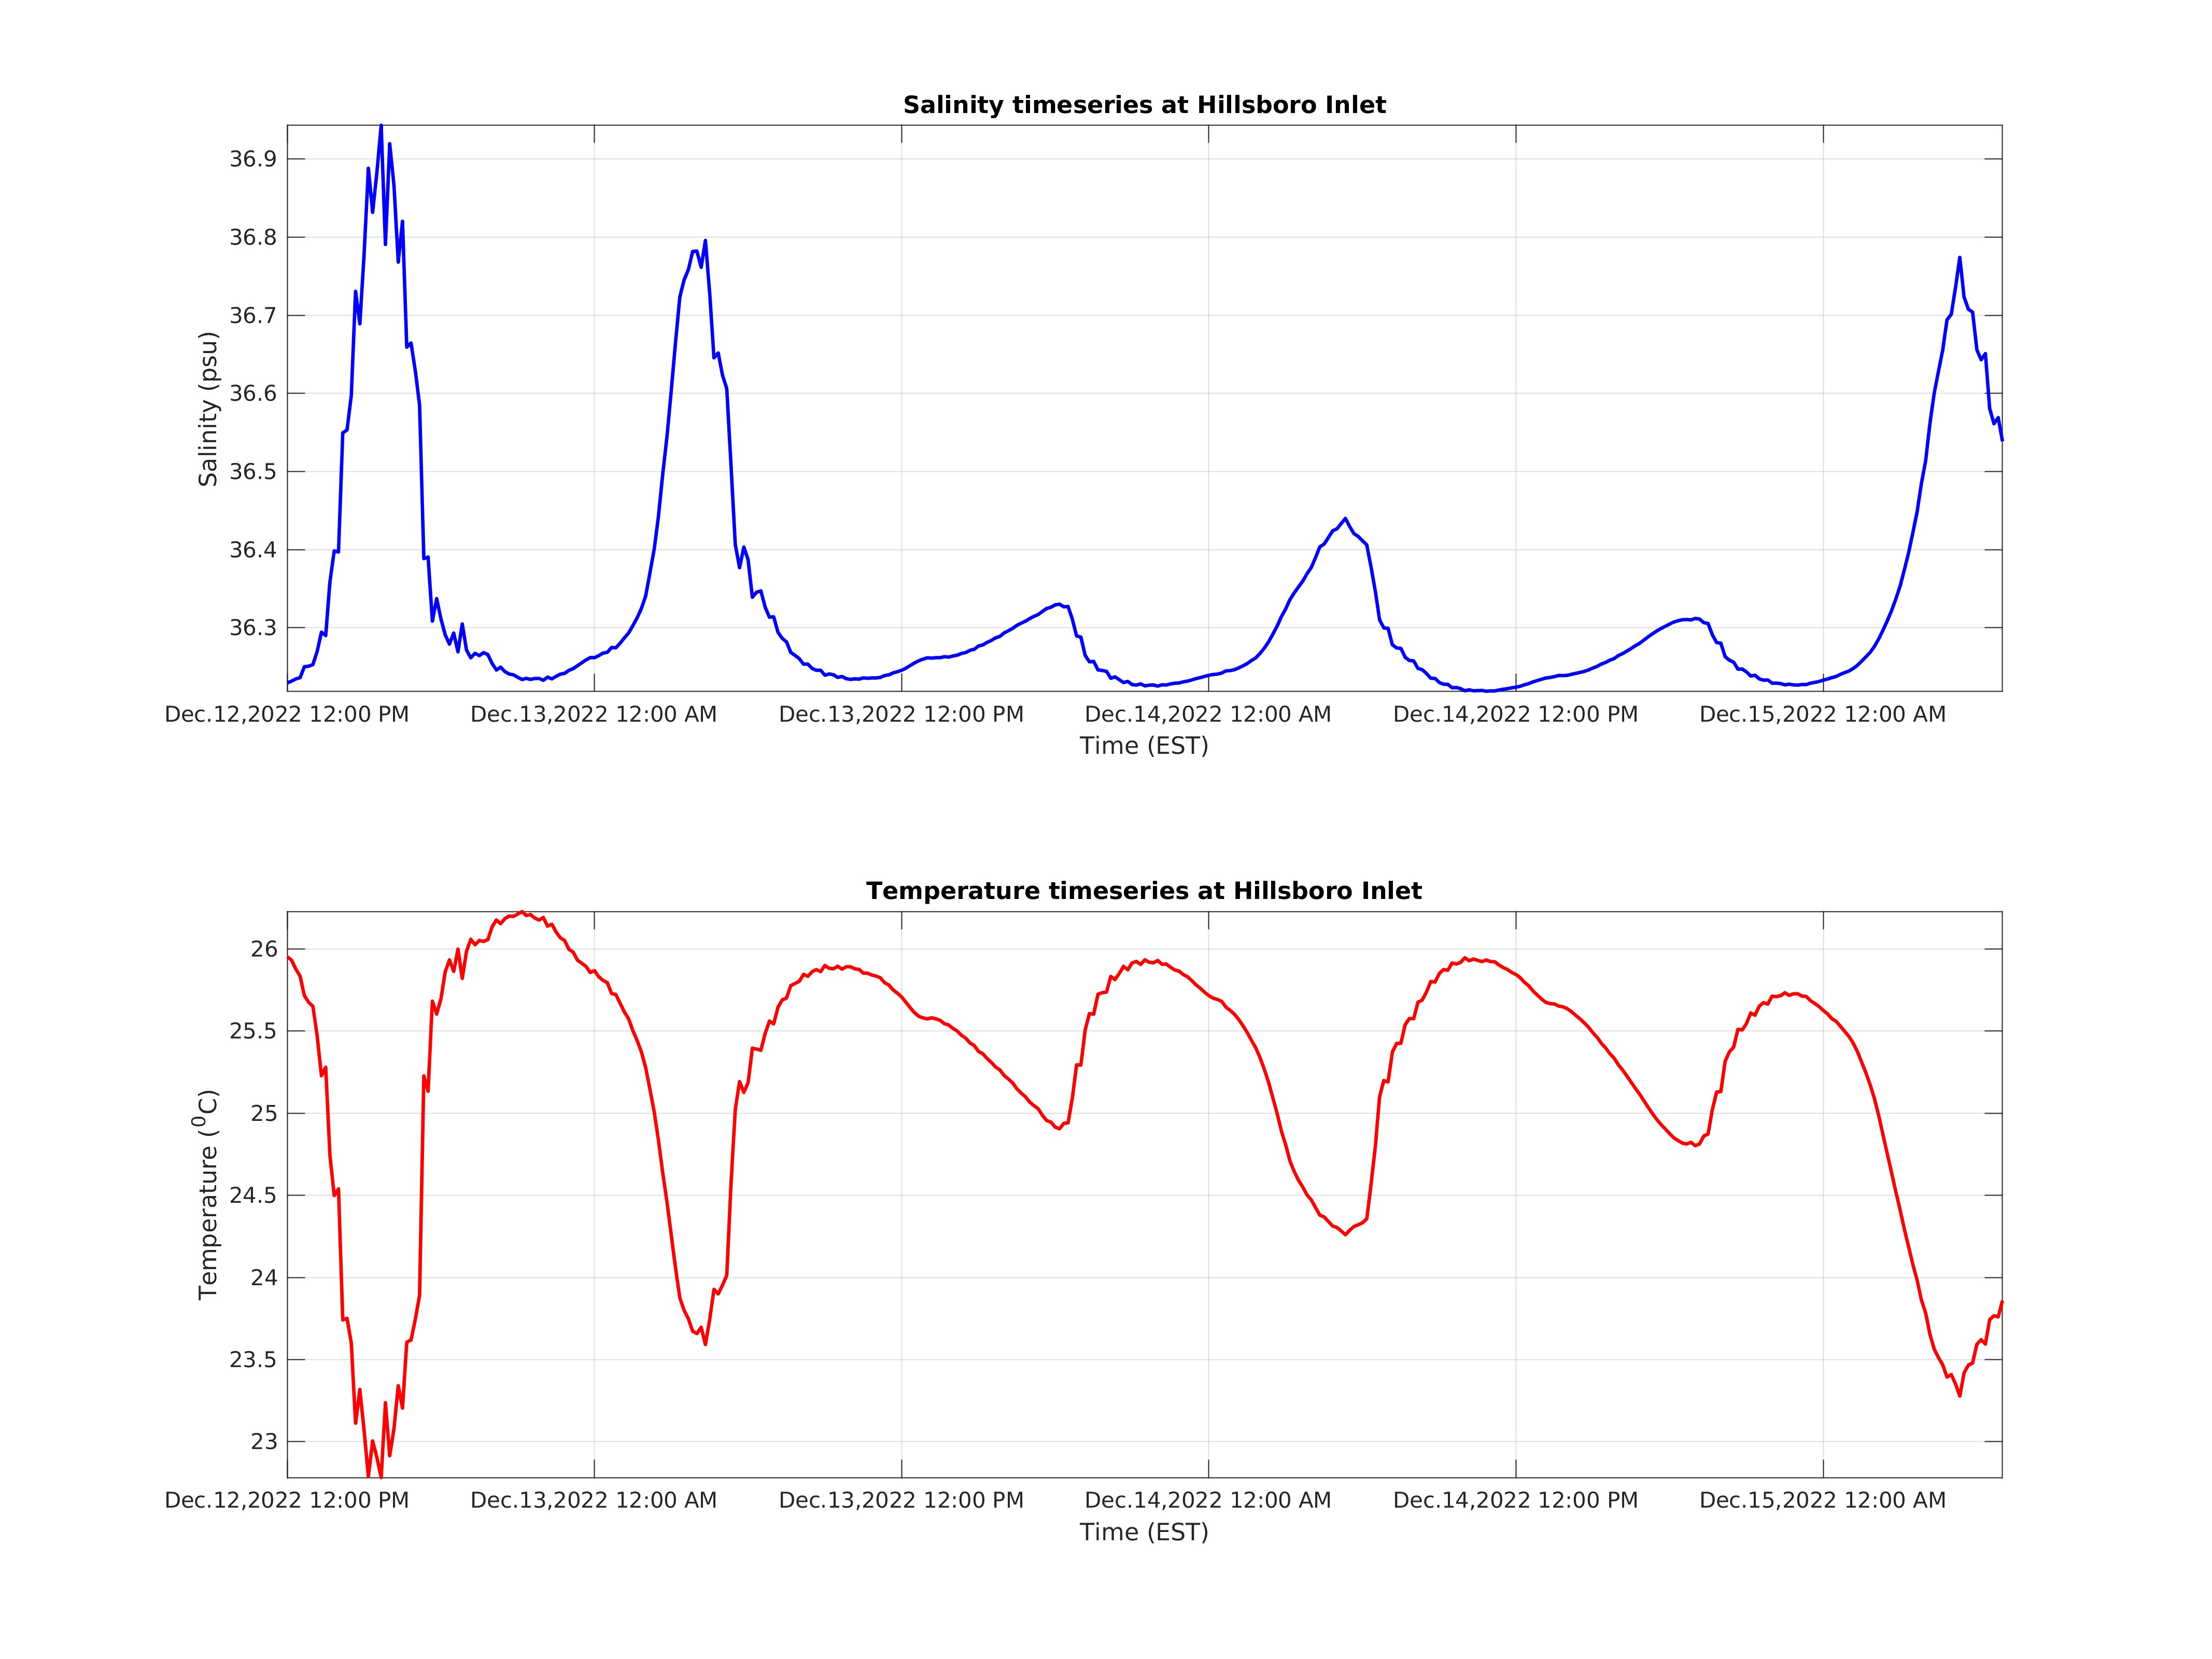 Salinity timeseries at Hillsboro Inlet
36.9
36.8
36.7
36.6
36.5
36.4
36.3
Salinity (psu)
Dec.12,2022 12:00 PM Dec.13,2022 12:00 AM Dec.13,2022 12:00 PM Dec.14,2022 12:00 AM Dec.14,2022 12:00 PM Dec.15,2022 12:00 AM
Time (EST)
Temperature timeseries at Hillsboro Inlet
26
25.5
25
24.5
24
23.5
23
Temperature (⁰C)
Dec.12,2022 12:00 PM Dec.13,2022 12:00 AM Dec.13,2022 12:00 PM Dec.14,2022 12:00 AM Dec.14,2022 12:00 PM Dec.15,2022 12:00 AM
Time (EST)